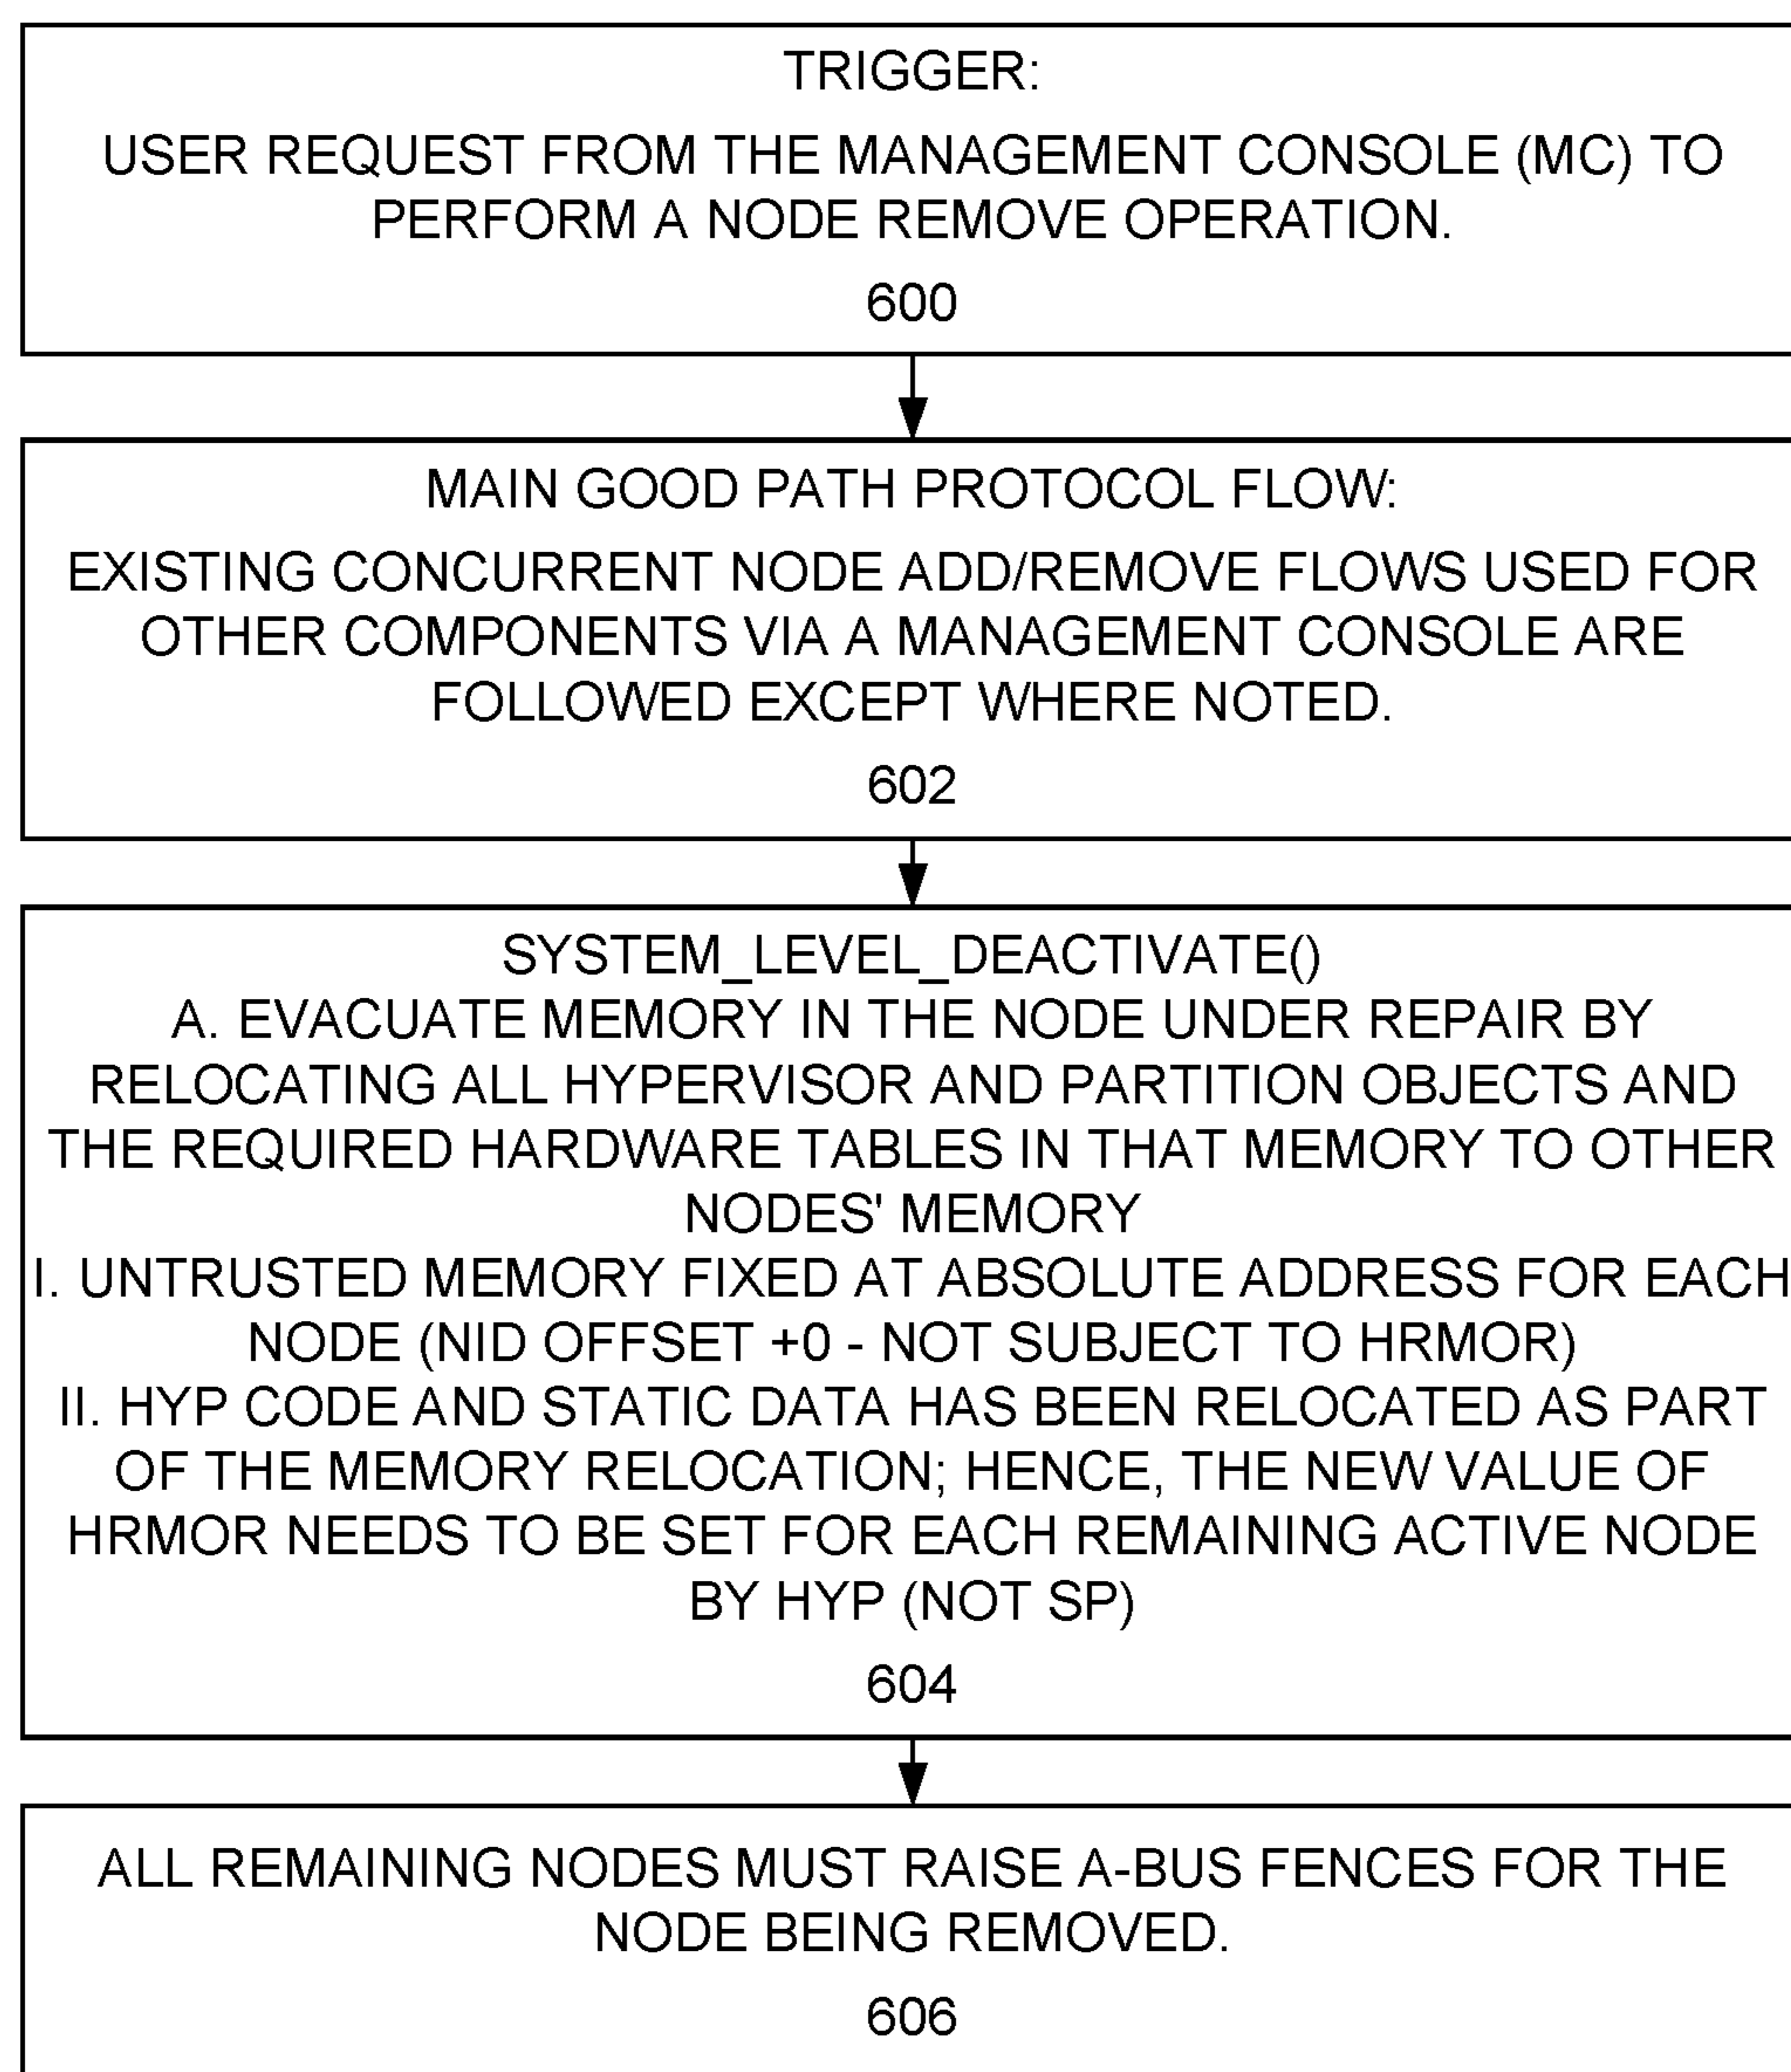 TRIGGER:
USER REQUEST FROM THE MANAGEMENT CONSOLE (MC) TO
PERFORM A NODE REMOVE OPERATION.
600
MAIN GOOD PATH PROTOCOL FLOW:
EXISTING CONCURRENT NODE ADD/REMOVE FLOWS USED FOR
OTHER COMPONENTS VIA A MANAGEMENT CONSOLE ARE
FOLLOWED EXCEPT WHERE NOTED.
602
SYSTEM_LEVEL_DEACTIVATE()
A. EVACUATE MEMORY IN THE NODE UNDER REPAIR BY
RELOCATING ALL HYPERVISOR AND PARTITION OBJECTS AND
THE REQUIRED HARDWARE TABLES IN THAT MEMORY TO OTHER
NODES' MEMORY
I. UNTRUSTED MEMORY FIXED AT ABSOLUTE ADDRESS FOR EACH
NODE (NID OFFSET +0 - NOT SUBJECT TO HRMOR)
II. HYP CODE AND STATIC DATA HAS BEEN RELOCATED AS PART
OF THE MEMORY RELOCATION; HENCE, THE NEW VALUE OF
HRMOR NEEDS TO BE SET FOR EACH REMAINING ACTIVE NODE
BY HYP (NOT SP)
604
ALL REMAINING NODES MUST RAISE A-BUS FENCES FOR THE
NODE BEING REMOVED.
606